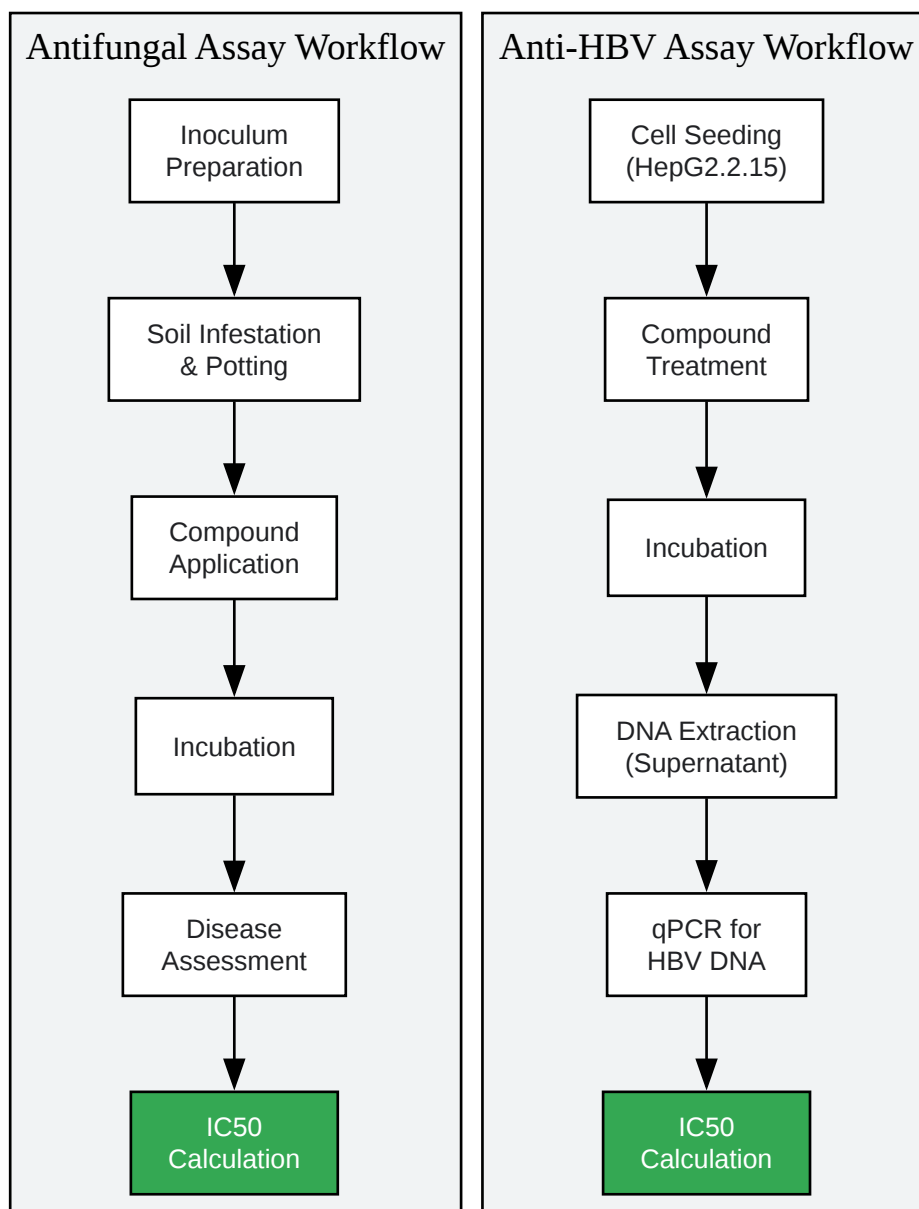 Antifungal Assay Workflow
Inoculum
Preparation
Soil Infestation
& Potting
Compound
Application
Incubation
Disease
Assessment
IC50
Calculation
Anti-HBV Assay Workflow
Cell Seeding
(HepG2.2.15)
Compound
Treatment
Incubation
DNA Extraction
(Supernatant)
qPCR for
HBV DNA
IC50
Calculation